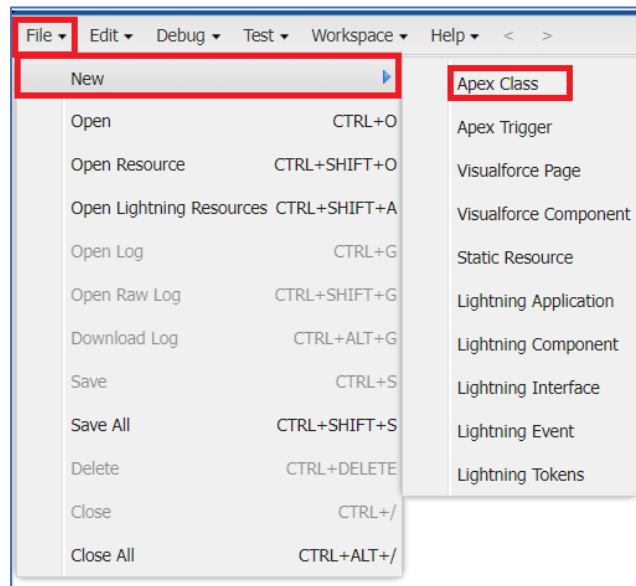 File Edit Debug Test Workspace Help < >
New
Open CTRL+O
Open Resource CTRL+SHIFT+O
Open Lightning Resources CTRL+SHIFT+A
Open Log CTRL+G
Open Raw Log CTRL+SHIFT+G
Download Log CTRL+ALT+G
Save CTRL+S
Save All CTRL+SHIFT+S
Delete CTRL+DELETE
Close CTRL+/
Close All CTRL+ALT+/
Apex Class
Apex Trigger
Visualforce Page
Visualforce Component
Static Resource
Lightning Application
Lightning Component
Lightning Interface
Lightning Event
Lightning Tokens